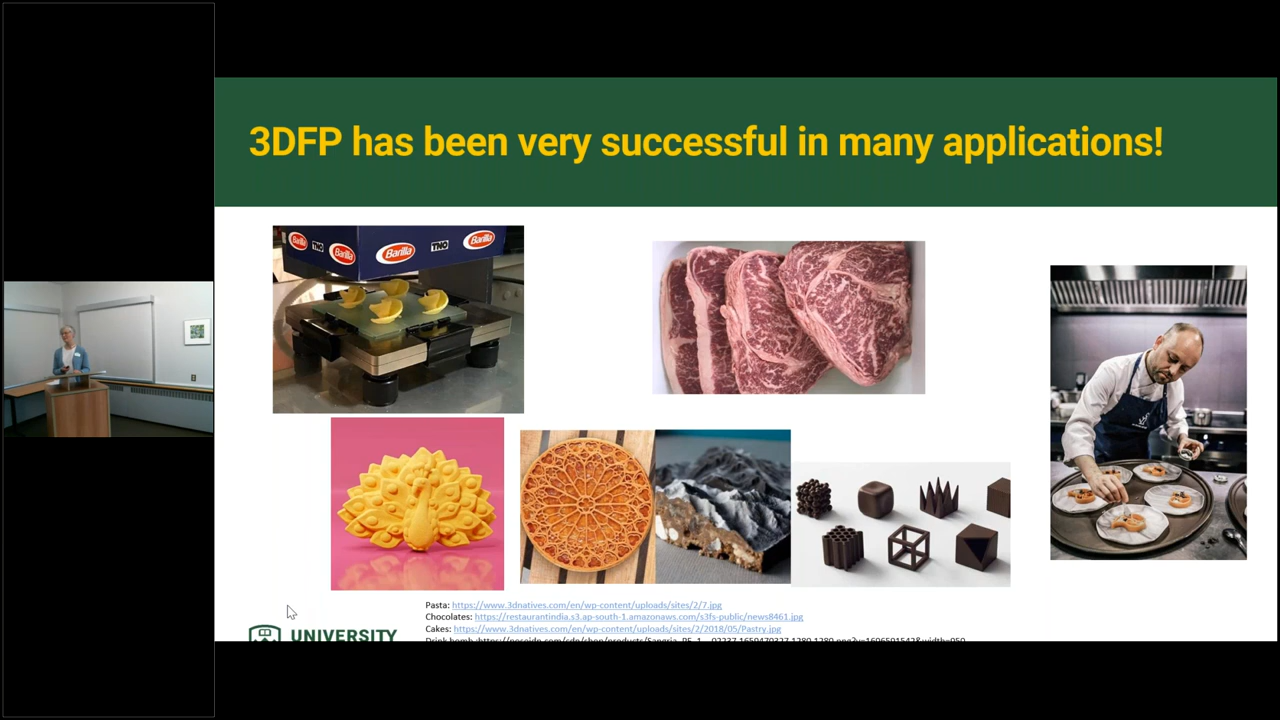 3DFP has been very successful in many applications!
Barilla TNO Barilla Barilla TNO Barilla
Pasta: https://www.3dnatives.com/en/wp-content/uploads/sites/2/7.jpg
Chocolates: https://restaurantindia.s3.ap-south-1.amazonaws.com/s3fs-public/news8461.jpg
Cakes: https://www.3dnatives.com/en/wp-content/uploads/sites/2/2018/05/Pastry.jpg
UNIVERSITY